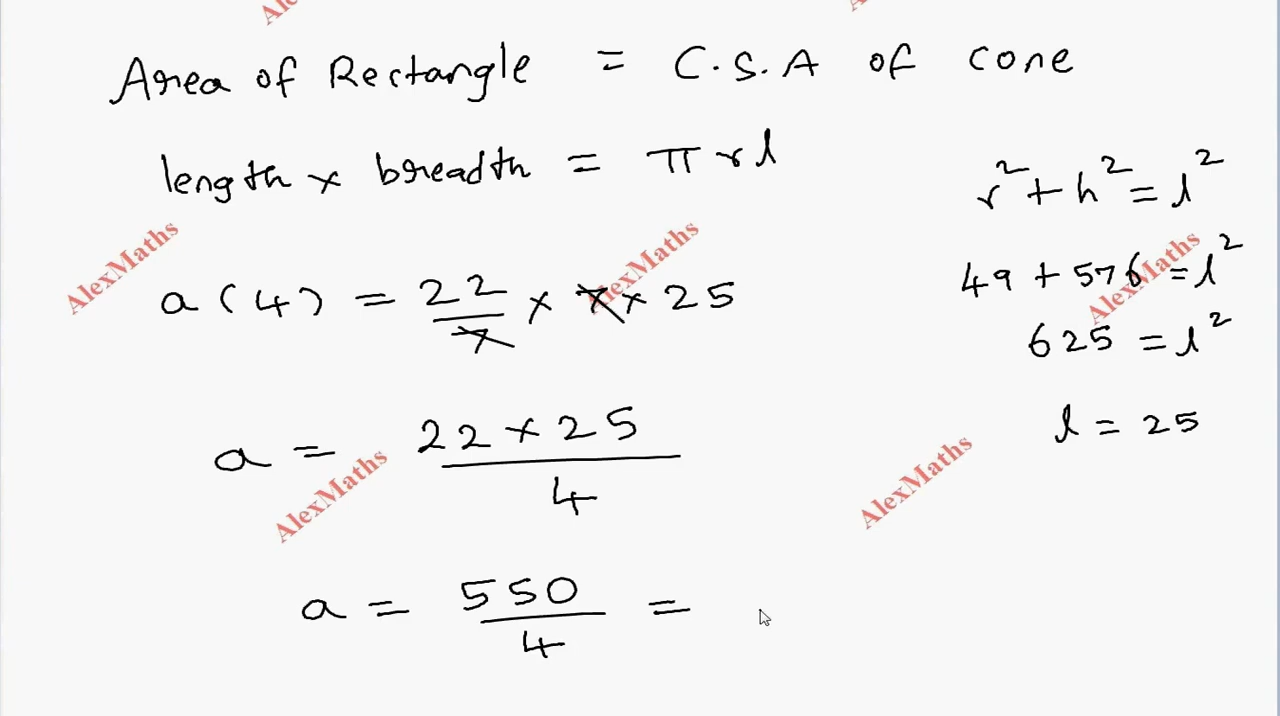 Area of Rectangle = C.S.A of cone
length × breadth = π r l
r² + h² = l²
AlexMaths
AlexMaths
AlexMaths
49 + 576 = l²
a (4) = 22/7 × 7 × 25
625 = l²
a = 22 × 25 / 4
l = 25
AlexMaths
AlexMaths
a = 550/4 =